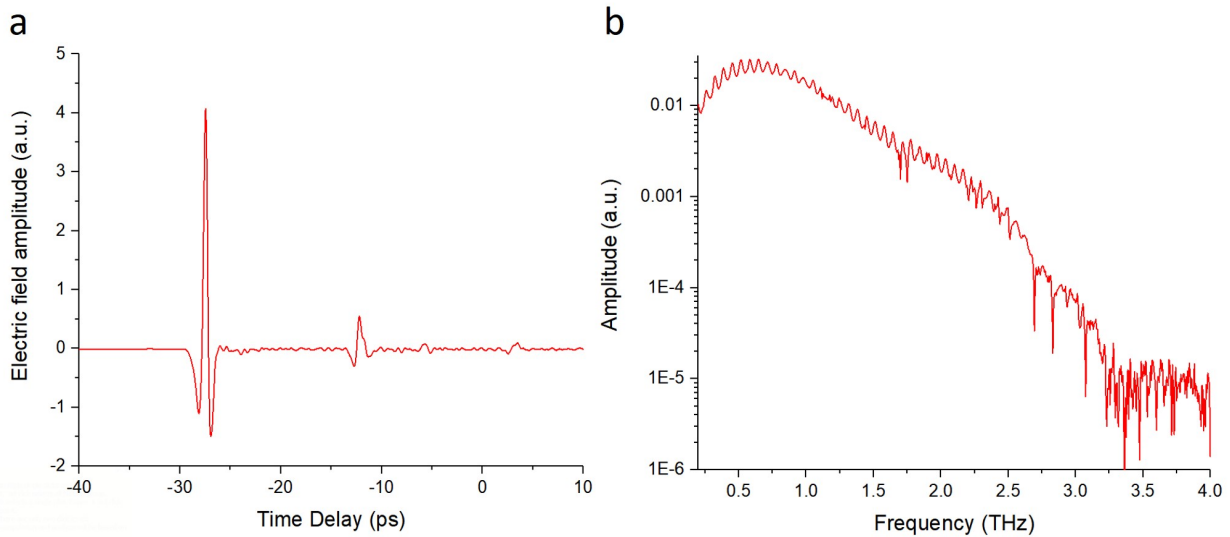 a
5
4
3
2
1
0
-1
-2
-40 -30 -20 -10 0 10
Electric field amplitude (a.u.)
Time Delay (ps)
b
0.01
0.001
1E-4
1E-5
1E-6
0.5 1.0 1.5 2.0 2.5 3.0 3.5 4.0
Amplitude (a.u.)
Frequency (THz)